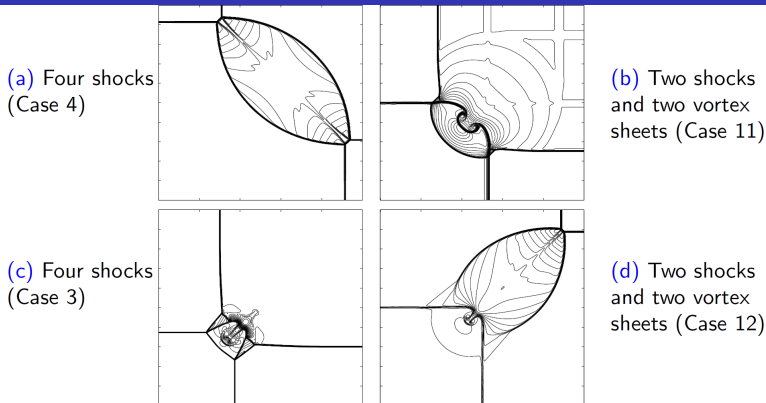 (a) Four shocks
(Case 4)
(b) Two shocks
and two vortex
sheets (Case 11)
(c) Four shocks
(Case 3)
(d) Two shocks
and two vortex
sheets (Case 12)